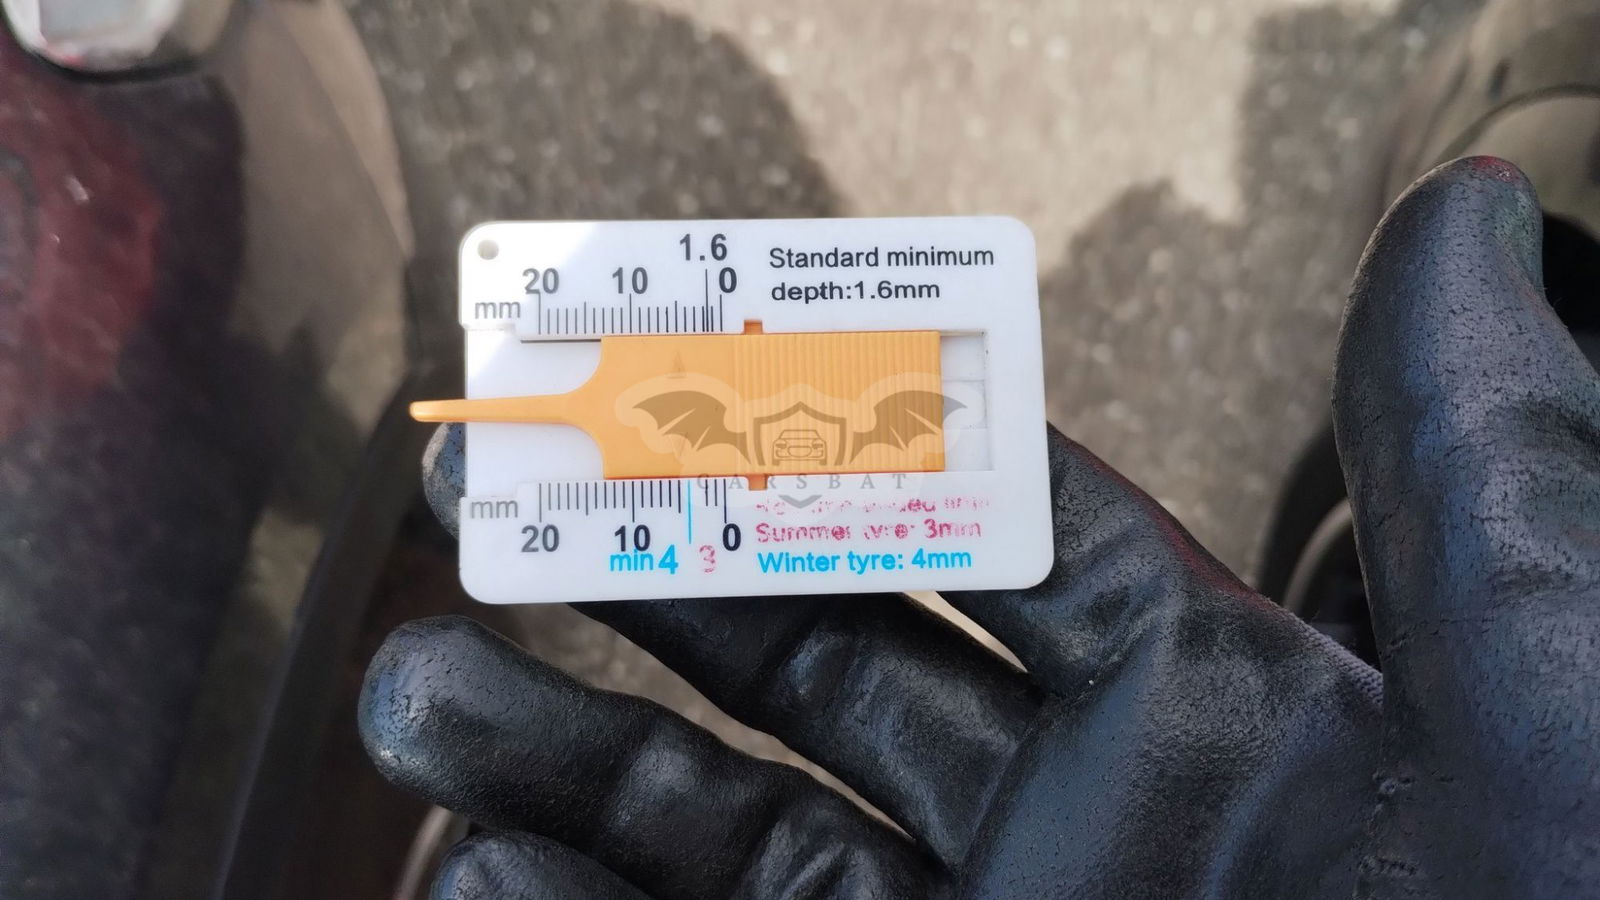 1.6
20 10 0
mm
Standard minimum
depth:1.6mm
CARSBAT
mm
20 10 0
min 4 3
Summer tyre: 3mm
Winter tyre: 4mm